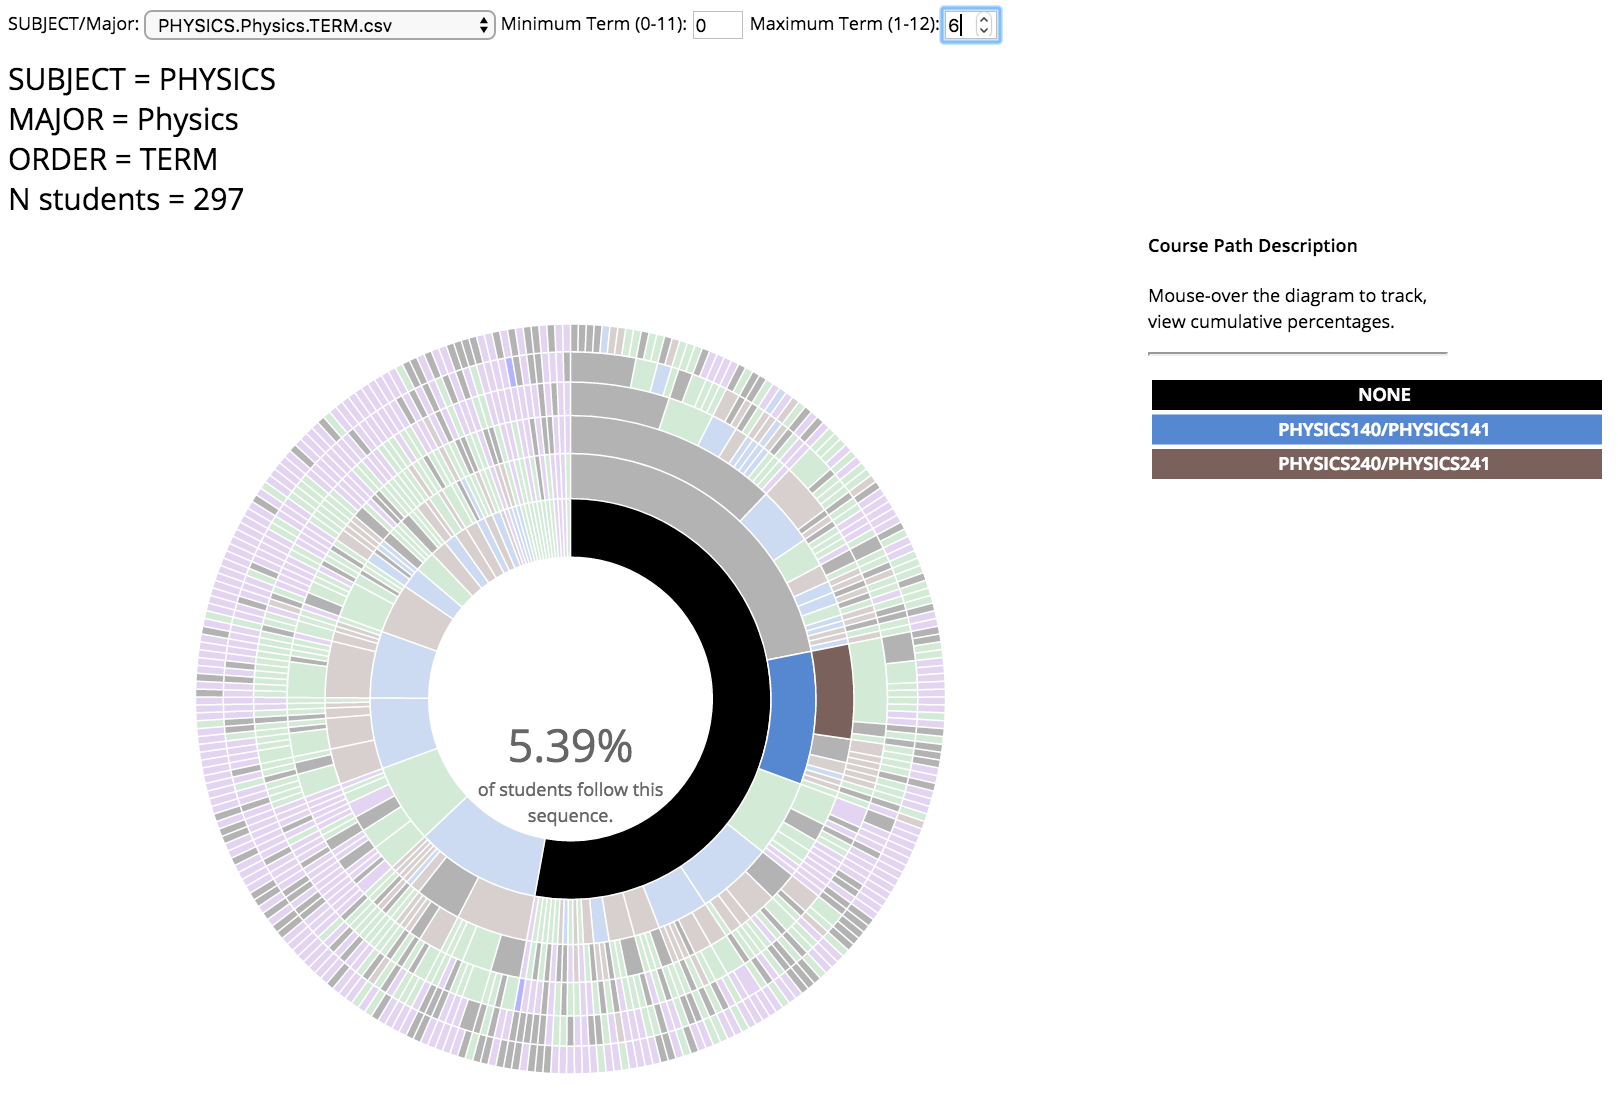 SUBJECT/Major: PHYSICS.Physics.TERM.csv Minimum Term (0-11): 0 Maximum Term (1-12): 6
SUBJECT = PHYSICS
MAJOR = Physics
ORDER = TERM
N students = 297
Course Path Description
Mouse-over the diagram to track,
view cumulative percentages.
NONE
PHYSICS140/PHYSICS141
PHYSICS240/PHYSICS241
5.39%
of students follow this
sequence.